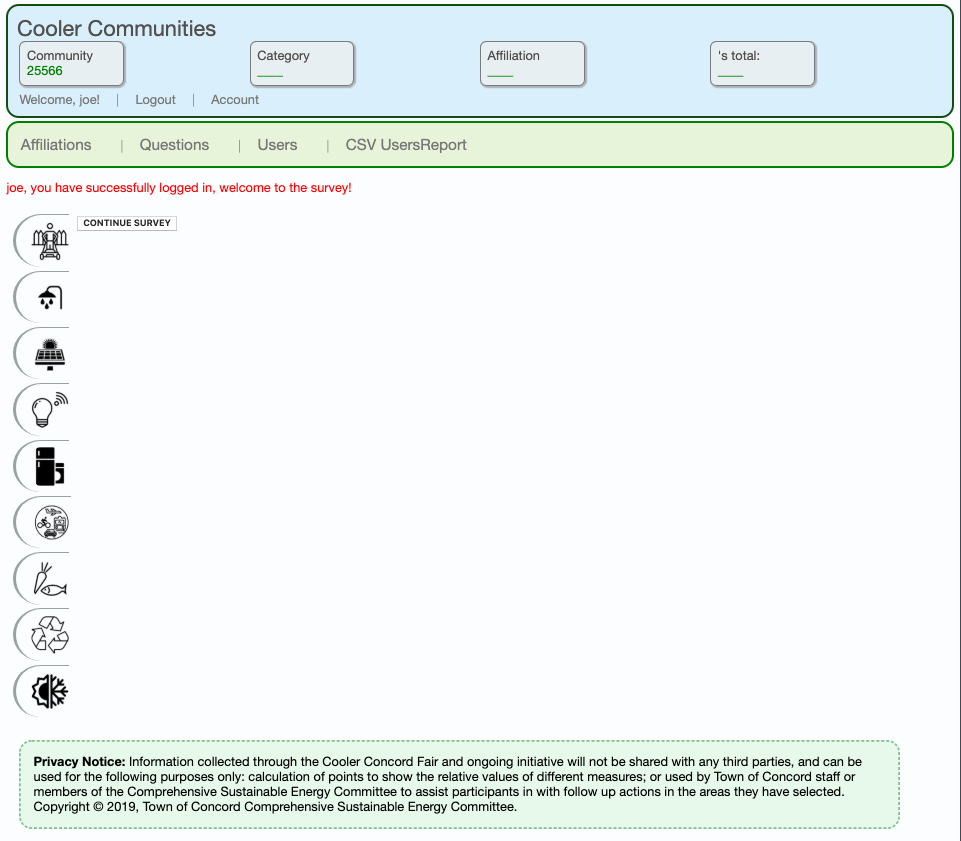 Cooler Communities
Community
25566
Category
____
Affiliation
____
's total:
____
Welcome, joe! | Logout | Account
Affiliations | Questions | Users | CSV UsersReport
joe, you have successfully logged in, welcome to the survey!
CONTINUE SURVEY
Privacy Notice: Information collected through the Cooler Concord Fair and ongoing initiative will not be shared with any third parties, and can be
used for the following purposes only: calculation of points to show the relative values of different measures; or used by Town of Concord staff or
members of the Comprehensive Sustainable Energy Committee to assist participants in with follow up actions in the areas they have selected.
Copyright © 2019, Town of Concord Comprehensive Sustainable Energy Committee.